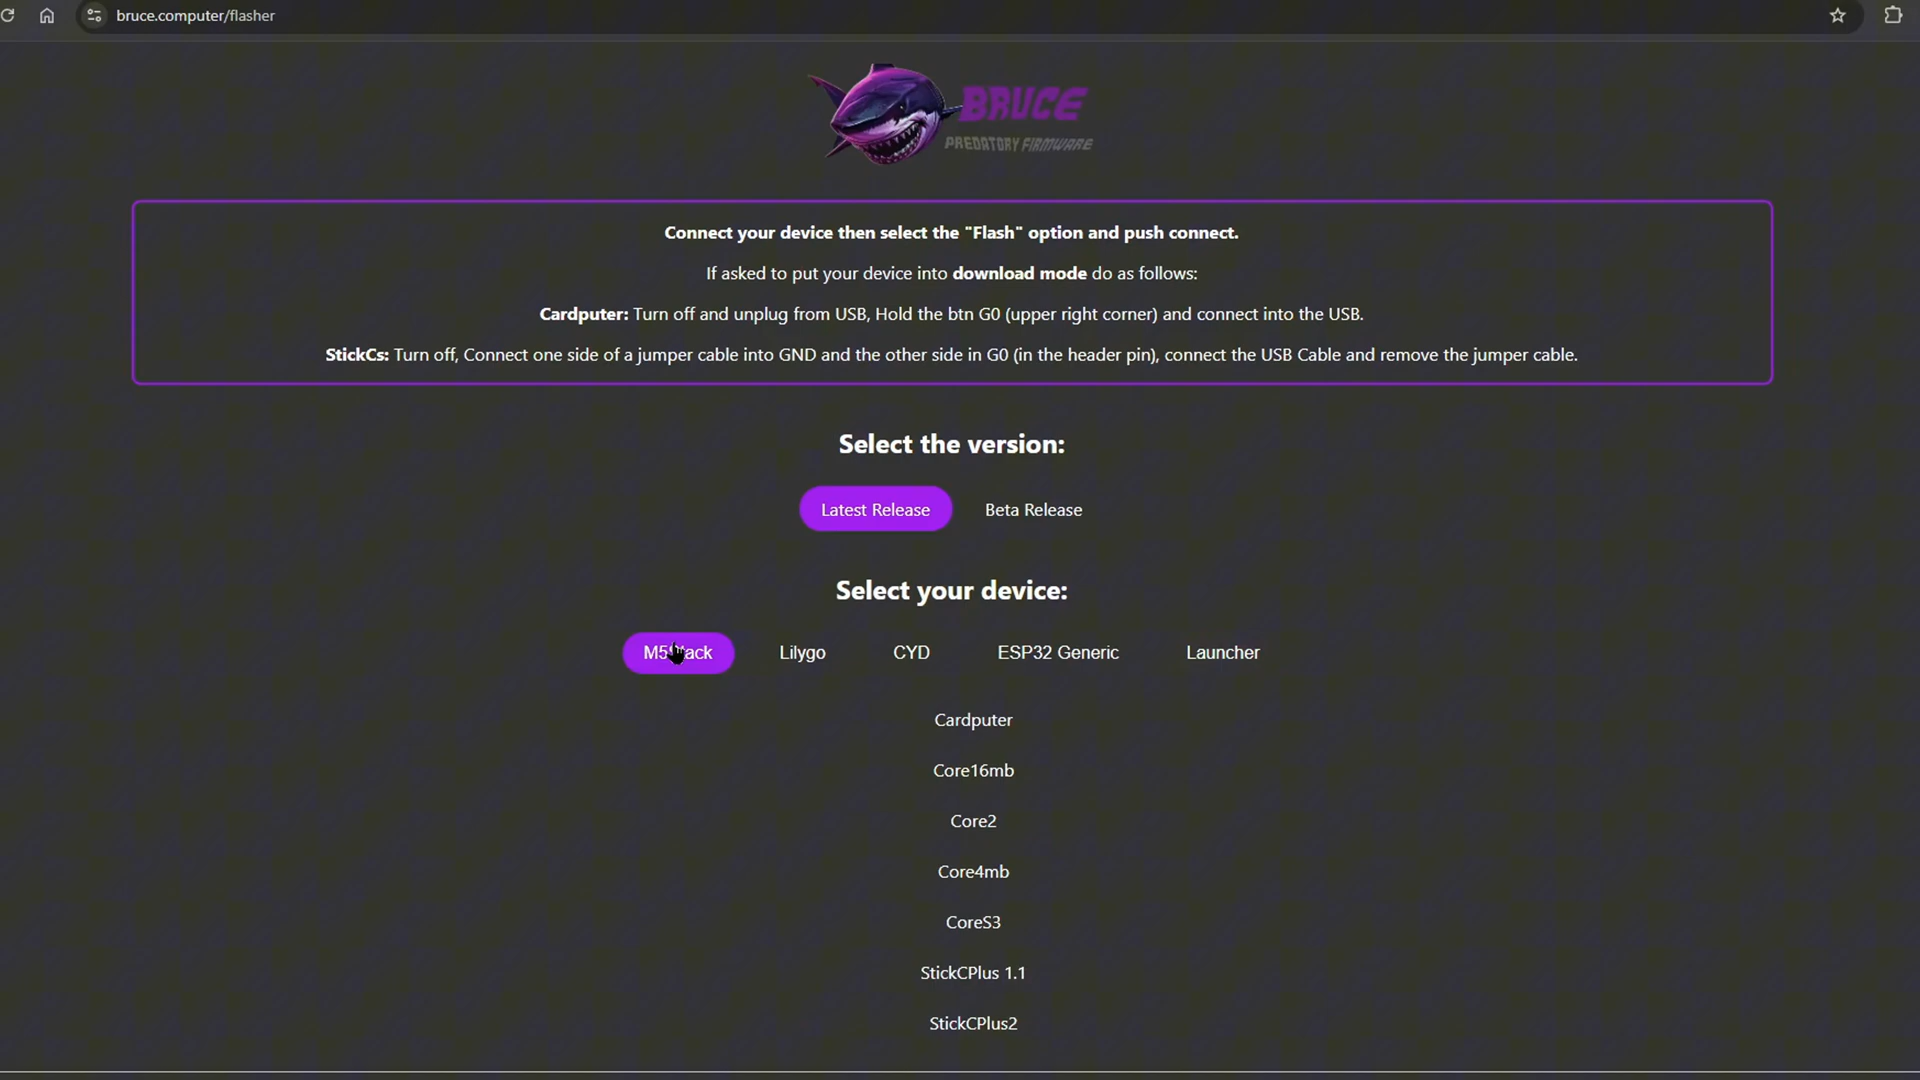 bruce.computer/flasher
BRUCE
PREDATORY FIRMWARE
Connect your device then select the "Flash" option and push connect.
If asked to put your device into download mode do as follows:
Cardputer: Turn off and unplug from USB, Hold the btn G0 (upper right corner) and connect into the USB.
StickCs: Turn off, Connect one side of a jumper cable into GND and the other side in G0 (in the header pin), connect the USB Cable and remove the jumper cable.
Select the version:
Latest Release Beta Release
Select your device:
M5Stack Lilygo CYD ESP32 Generic Launcher
Cardputer
Core16mb
Core2
Core4mb
CoreS3
StickCPlus 1.1
StickCPlus2